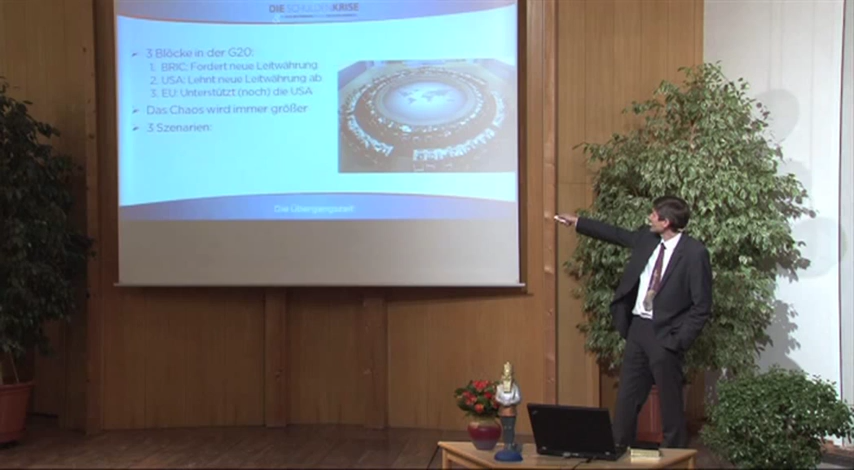 DIE SCHULDENKRISE
3 Blöcke in der G20:
1. BRIC: Fordert neue Leitwährung
2. USA: Lehnt neue Leitwährung ab
3. EU: Unterstützt (noch) die USA
Das Chaos wird immer größer
3 Szenarien:
Die Übergangszeit